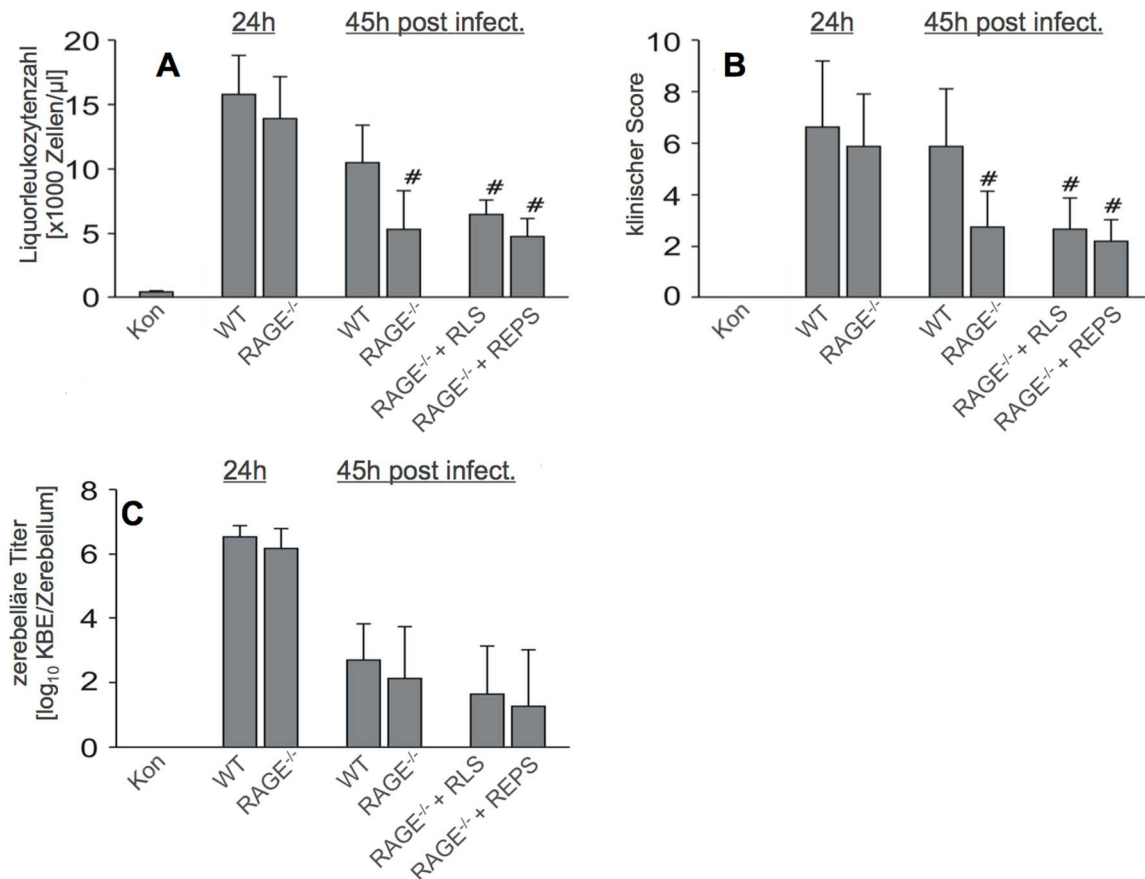 24h 45h post infect.
A
Liquorleukozytenzahl
[x1000 Zellen/µl]
20
15
10
5
0
# # #
Kon WT RAGE-/- WT RAGE-/- RAGE-/- + RLS RAGE-/- + REPS
24h 45h post infect.
B
klinischer Score
10
8
6
4
2
0
# # #
Kon WT RAGE-/- WT RAGE-/- RAGE-/- + RLS RAGE-/- + REPS
24h 45h post infect.
C
zerebelläre Titer
[log10 KBE/Zerebellum]
8
6
4
2
0
Kon WT RAGE-/- WT RAGE-/- RAGE-/- + RLS RAGE-/- + REPS